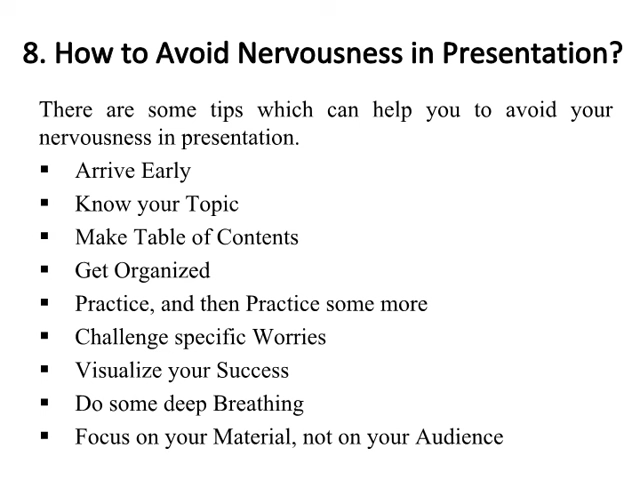 8. How to Avoid Nervousness in Presentation?
There are some tips which can help you to avoid your
nervousness in presentation.
▪ Arrive Early
▪ Know your Topic
▪ Make Table of Contents
▪ Get Organized
▪ Practice, and then Practice some more
▪ Challenge specific Worries
▪ Visualize your Success
▪ Do some deep Breathing
▪ Focus on your Material, not on your Audience